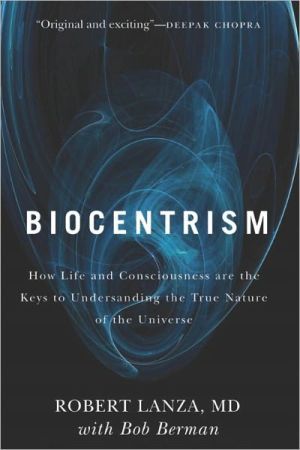 "Original and exciting"—DEEPAK CHOPRA
BIOCENTRISM
How Life and Consciousness are the
Keys to Undersanding the True Nature
of the Universe
ROBERT LANZA, MD
with Bob Berman